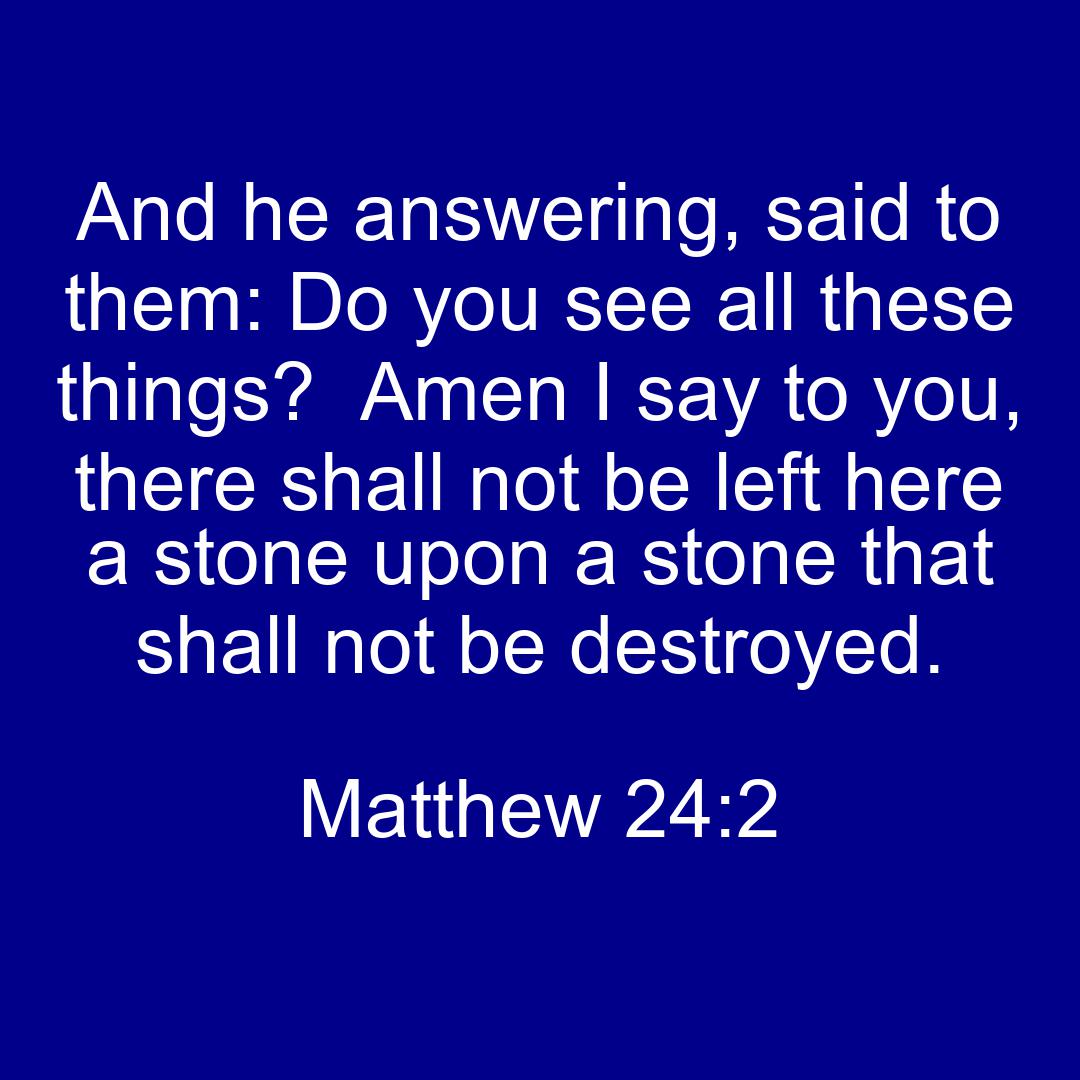 And he answering, said to
them: Do you see all these
things?  Amen I say to you,
there shall not be left here
a stone upon a stone that
shall not be destroyed.
Matthew 24:2